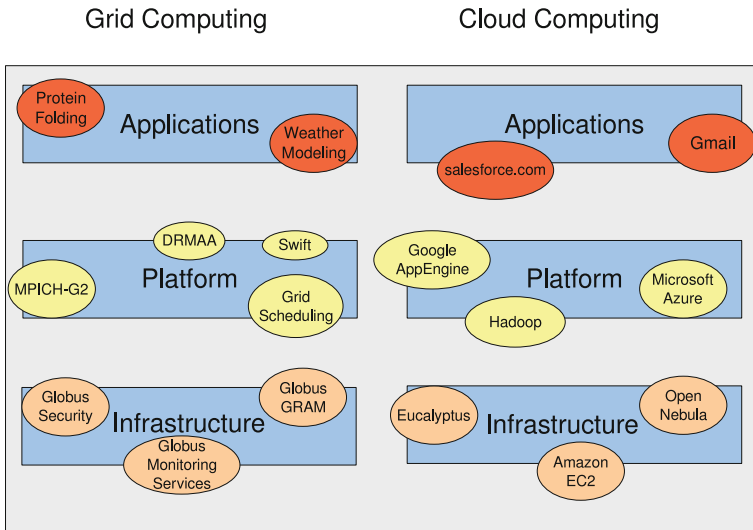 Grid Computing
Cloud Computing
Protein
Folding
Applications
Weather
Modeling
Applications
salesforce.com
Gmail
DRMAA
Swift
MPICH-G2
Platform
Grid
Scheduling
Google
AppEngine
Platform
Microsoft
Azure
Hadoop
Globus
Security
Globus
GRAM
Infrastructure
Globus
Monitoring
Services
Eucalyptus
Infrastructure
Open
Nebula
Amazon
EC2